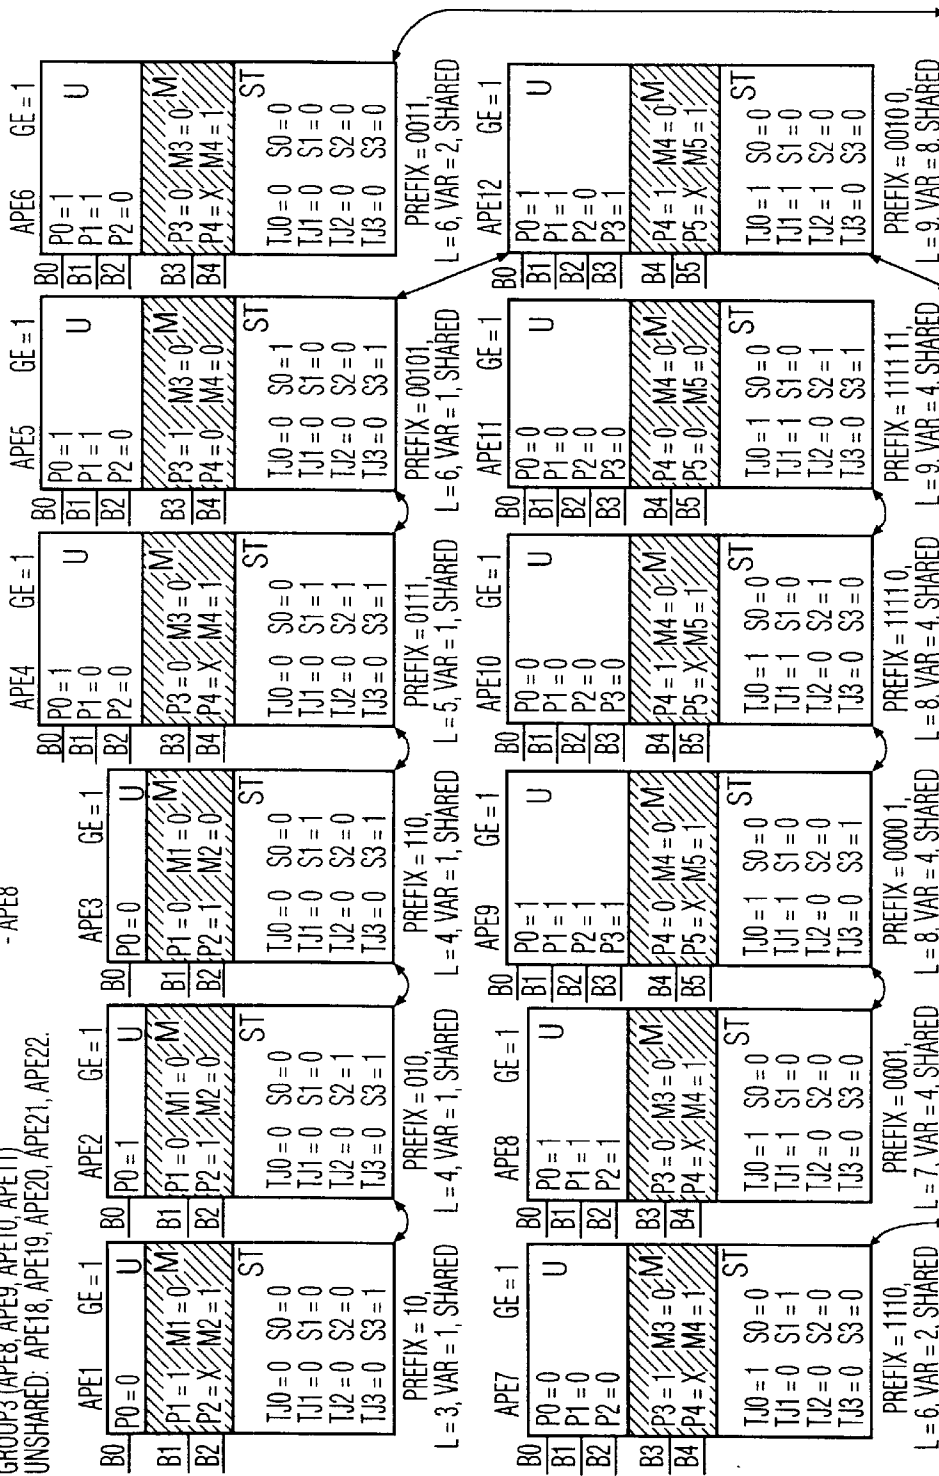 - APE8
GROUP3 (APE8, APE9, APE10, APE11)
UNSHARED: APE18, APE19, APE20, APE21, APE22.
APE1 GE = 1
B0 P0 = 0 U
B1 P1 = 1 M1 = 0 M
B2 P2 = X M2 = 1
ST
TJ0 = 0 S0 = 0
TJ1 = 0 S1 = 0
TJ2 = 0 S2 = 0
TJ3 = 0 S3 = 1
PREFIX = 10,
L = 3, VAR = 1, SHARED
APE2 GE = 1
B0 P0 = 1 U
B1 P1 = 0 M1 = 0 M
B2 P2 = 1 M2 = 0
ST
TJ0 = 0 S0 = 0
TJ1 = 0 S1 = 0
TJ2 = 0 S2 = 1
TJ3 = 0 S3 = 1
PREFIX = 010,
L = 4, VAR = 1, SHARED
APE3 GE = 1
B0 P0 = 0 U
B1 P1 = 0 M1 = 0 M
B2 P2 = 1 M2 = 0
ST
TJ0 = 0 S0 = 0
TJ1 = 0 S1 = 1
TJ2 = 0 S2 = 0
TJ3 = 0 S3 = 1
PREFIX = 110,
L = 4, VAR = 1, SHARED
APE4 GE = 1
B0 P0 = 1
B1 P1 = 0 U
B2 P2 = 0
B3 P3 = 0 M3 = 0 M
B4 P4 = X M4 = 1
ST
TJ0 = 0 S0 = 0
TJ1 = 0 S1 = 1
TJ2 = 0 S2 = 1
TJ3 = 0 S3 = 1
PREFIX = 0111,
L = 5, VAR = 1, SHARED
APE5 GE = 1
B0 P0 = 1
B1 P1 = 1 U
B2 P2 = 0
B3 P3 = 1 M3 = 0 M
B4 P4 = 0 M4 = 0
ST
TJ0 = 0 S0 = 1
TJ1 = 0 S1 = 0
TJ2 = 0 S2 = 0
TJ3 = 0 S3 = 1
PREFIX = 00101,
L = 6, VAR = 1, SHARED
APE6 GE = 1
B0 P0 = 1
B1 P1 = 1 U
B2 P2 = 0
B3 P3 = 0 M3 = 0 M
B4 P4 = X M4 = 1
ST
TJ0 = 0 S0 = 0
TJ1 = 0 S1 = 0
TJ2 = 0 S2 = 0
TJ3 = 0 S3 = 0
PREFIX = 0011,
L = 6, VAR = 2, SHARED
APE7 GE = 1
B0 P0 = 0
B1 P1 = 0 U
B2 P2 = 0
B3 P3 = 1 M3 = 0 M
B4 P4 = X M4 = 1
ST
TJ0 = 1 S0 = 0
TJ1 = 0 S1 = 1
TJ2 = 0 S2 = 0
TJ3 = 0 S3 = 0
PREFIX = 1110,
L = 6, VAR = 2, SHARED
APE8 GE = 1
B0 P0 = 1
B1 P1 = 1 U
B2 P2 = 1
B3 P3 = 0 M3 = 0 M
B4 P4 = X M4 = 1
ST
TJ0 = 1 S0 = 0
TJ1 = 1 S1 = 0
TJ2 = 0 S2 = 0
TJ3 = 0 S3 = 0
PREFIX = 0001,
L = 7, VAR = 4, SHARED
APE9 GE = 1
B0 P0 = 1
B1 P1 = 1 U
B2 P2 = 1
B3 P3 = 1
B4 P4 = 0 M4 = 0 M
B5 P5 = X M5 = 1
ST
TJ0 = 1 S0 = 0
TJ1 = 1 S1 = 0
TJ2 = 0 S2 = 0
TJ3 = 0 S3 = 1
PREFIX = 00001,
L = 8, VAR = 4, SHARED
APE10 GE = 1
B0 P0 = 0
B1 P1 = 0 U
B2 P2 = 0
B3 P3 = 0
B4 P4 = 1 M4 = 0 M
B5 P5 = X M5 = 1
ST
TJ0 = 1 S0 = 0
TJ1 = 1 S1 = 0
TJ2 = 0 S2 = 1
TJ3 = 0 S3 = 0
PREFIX = 11110,
L = 8, VAR = 4, SHARED
APE11 GE = 1
B0 P0 = 0
B1 P1 = 0 U
B2 P2 = 0
B3 P3 = 0
B4 P4 = 0 M4 = 0 M
B5 P5 = 0 M5 = 0
ST
TJ0 = 1 S0 = 0
TJ1 = 1 S1 = 0
TJ2 = 0 S2 = 1
TJ3 = 0 S3 = 1
PREFIX = 111111,
L = 9, VAR = 4, SHARED
APE12 GE = 1
B0 P0 = 1
B1 P1 = 1 U
B2 P2 = 0
B3 P3 = 1
B4 P4 = 1 M4 = 0 M
B5 P5 = X M5 = 1
ST
TJ0 = 1 S0 = 0
TJ1 = 1 S1 = 0
TJ2 = 1 S2 = 0
TJ3 = 0 S3 = 0
PREFIX = 00100,
L = 9, VAR = 8, SHARED